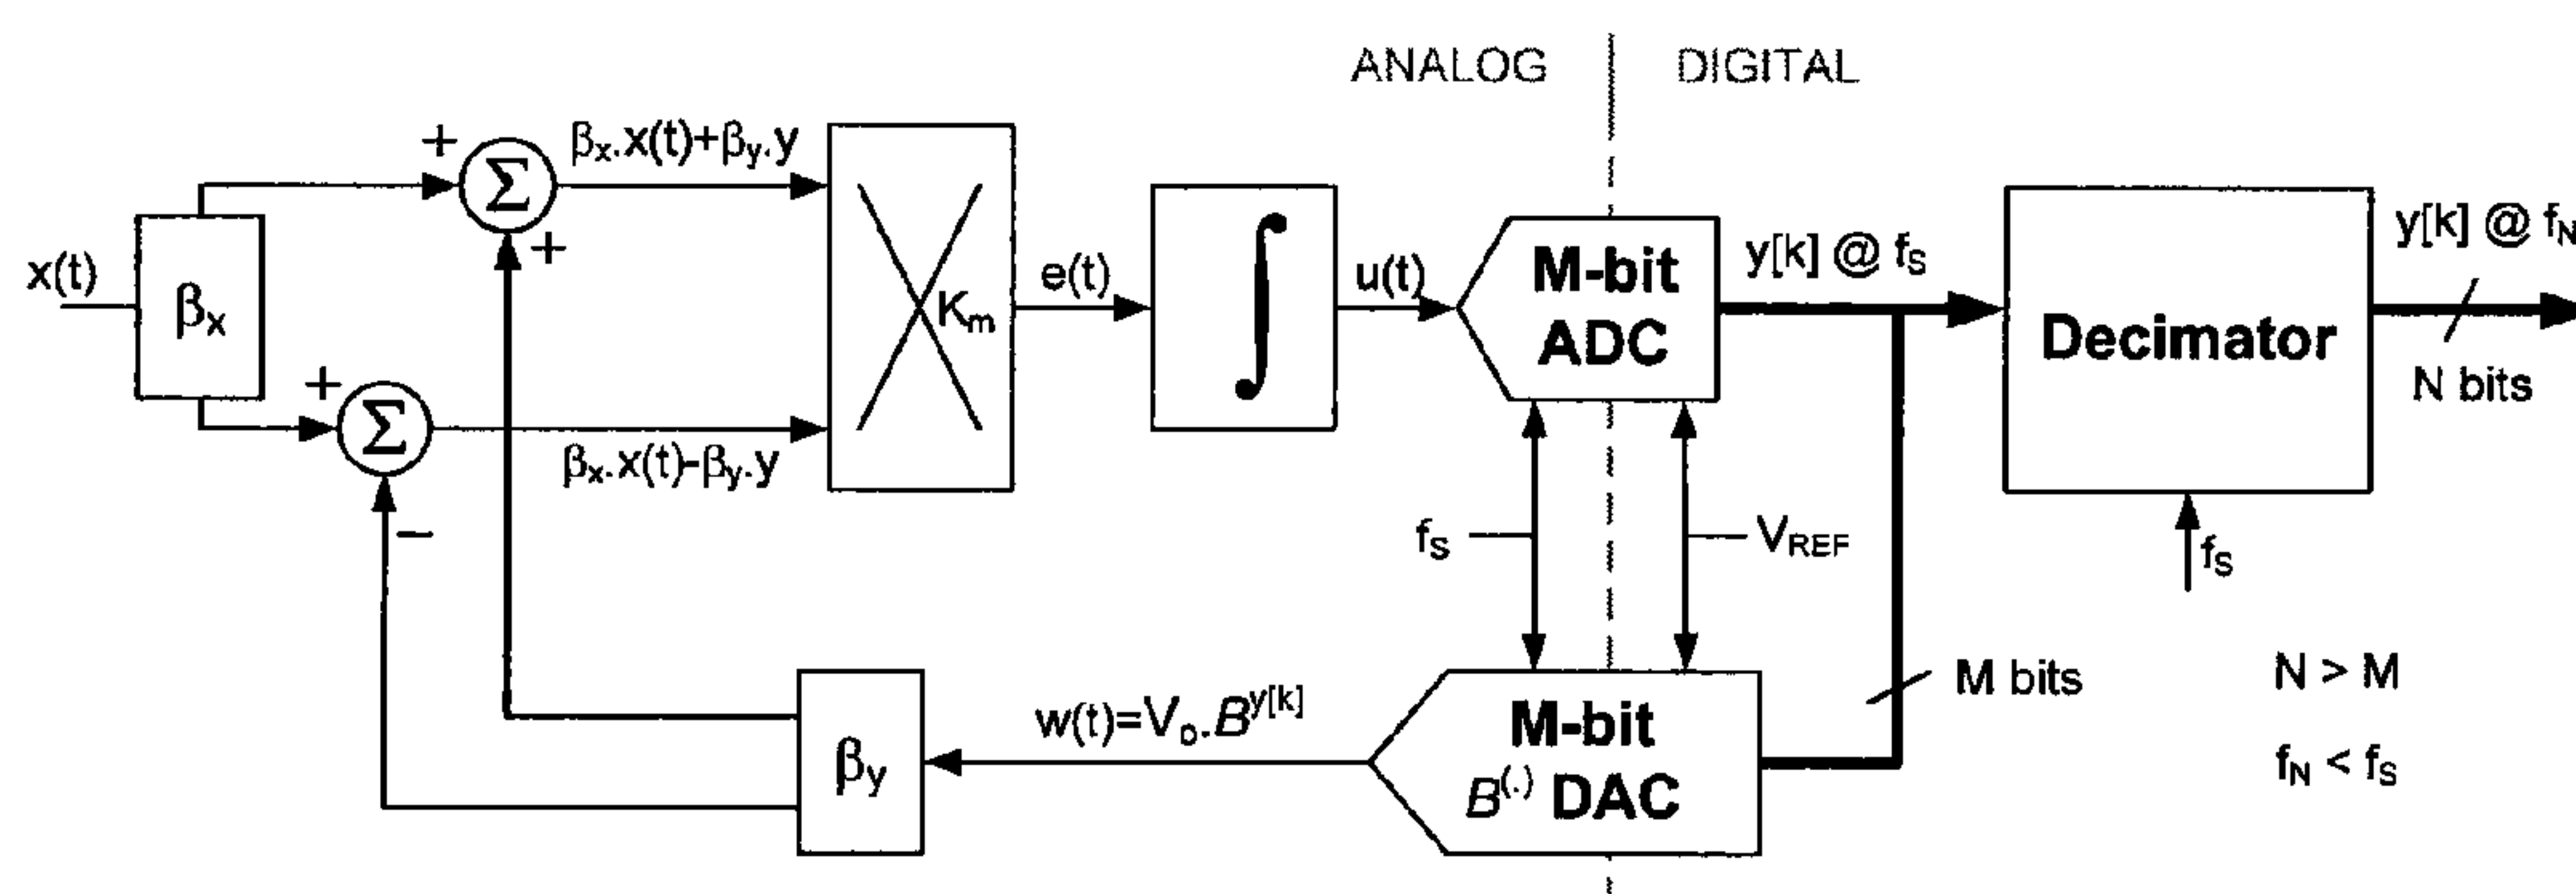 ANALOG
DIGITAL
+
βx.x(t)+βy.y
Σ
+
x(t)
βx
+
Σ
βx.x(t)-βy.y
−
Km
e(t)
∫
u(t)
M-bit
ADC
y[k] @ fS
Decimator
y[k] @ fN
N bits
fS
VREF
fS
βy
w(t)=Vo.B^y[k]
M-bit
B^(.) DAC
M bits
N > M
fN < fS